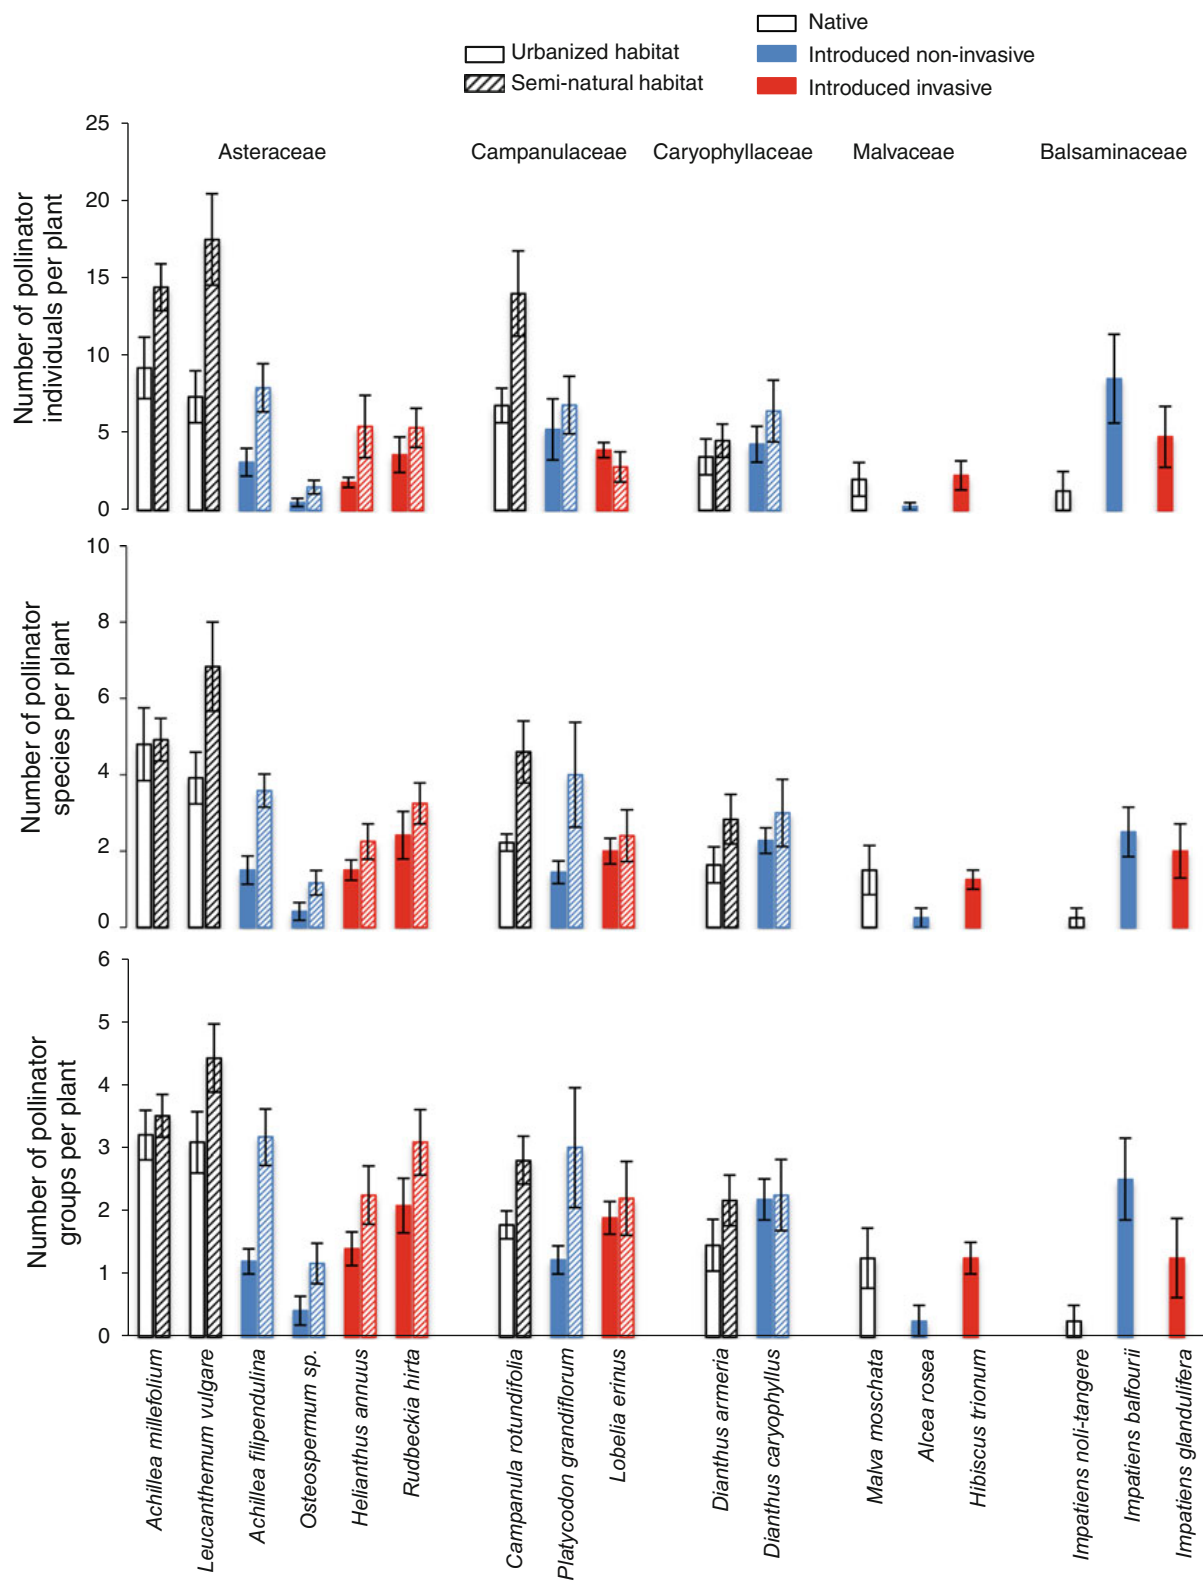 Urbanized habitat
Semi-natural habitat
Native
Introduced non-invasive
Introduced invasive
Number of pollinator
individuals per plant
25
20
15
10
5
0
Asteraceae
Campanulaceae
Caryophyllaceae
Malvaceae
Balsaminaceae
Number of pollinator
species per plant
10
8
6
4
2
0
Number of pollinator
groups per plant
6
5
4
3
2
1
0
Achillea millefolium
Leucanthemum vulgare
Achillea filipendulina
Osteospermum sp.
Helianthus annuus
Rudbeckia hirta
Campanula rotundifolia
Platycodon grandiflorum
Lobelia erinus
Dianthus armeria
Dianthus caryophyllus
Malva moschata
Alcea rosea
Hibiscus trionum
Impatiens noli-tangere
Impatiens balfourii
Impatiens glandulifera